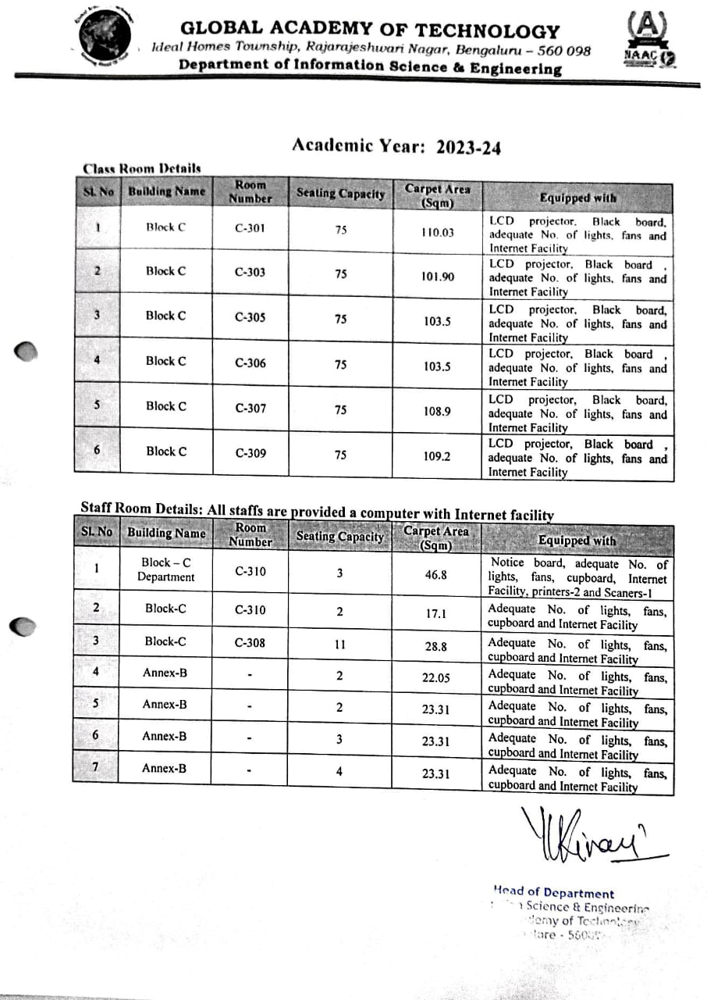 GLOBAL ACADEMY OF TECHNOLOGY
Ideal Homes Township, Rajarajeshwari Nagar, Bengaluru – 560 098
Department of Information Science & Engineering
(A)
NAAC
Academic Year: 2023-24
Class Room Details
Sl. No Building Name Room Number Seating Capacity Carpet Area (Sqm) Equipped with
1 Block C C-301 75 110.03 LCD projector, Black board,
adequate No. of lights, fans and
Internet Facility
2 Block C C-303 75 101.90 LCD projector, Black board ,
adequate No. of lights, fans and
Internet Facility
3 Block C C-305 75 103.5 LCD projector, Black board,
adequate No. of lights, fans and
Internet Facility
4 Block C C-306 75 103.5 LCD projector, Black board ,
adequate No. of lights, fans and
Internet Facility
5 Block C C-307 75 108.9 LCD projector, Black board,
adequate No. of lights, fans and
Internet Facility
6 Block C C-309 75 109.2 LCD projector, Black board ,
adequate No. of lights, fans and
Internet Facility
Staff Room Details: All staffs are provided a computer with Internet facility
Sl. No Building Name Room Number Seating Capacity Carpet Area (Sqm) Equipped with
1 Block – C Department C-310 3 46.8 Notice board, adequate No. of
lights, fans, cupboard, Internet
Facility, printers-2 and Scaners-1
2 Block-C C-310 2 17.1 Adequate No. of lights, fans,
cupboard and Internet Facility
3 Block-C C-308 11 28.8 Adequate No. of lights, fans,
cupboard and Internet Facility
4 Annex-B - 2 22.05 Adequate No. of lights, fans,
cupboard and Internet Facility
5 Annex-B - 2 23.31 Adequate No. of lights, fans,
cupboard and Internet Facility
6 Annex-B - 3 23.31 Adequate No. of lights, fans,
cupboard and Internet Facility
7 Annex-B - 4 23.31 Adequate No. of lights, fans,
cupboard and Internet Facility
Head of Department
Science & Engineering
of Technology